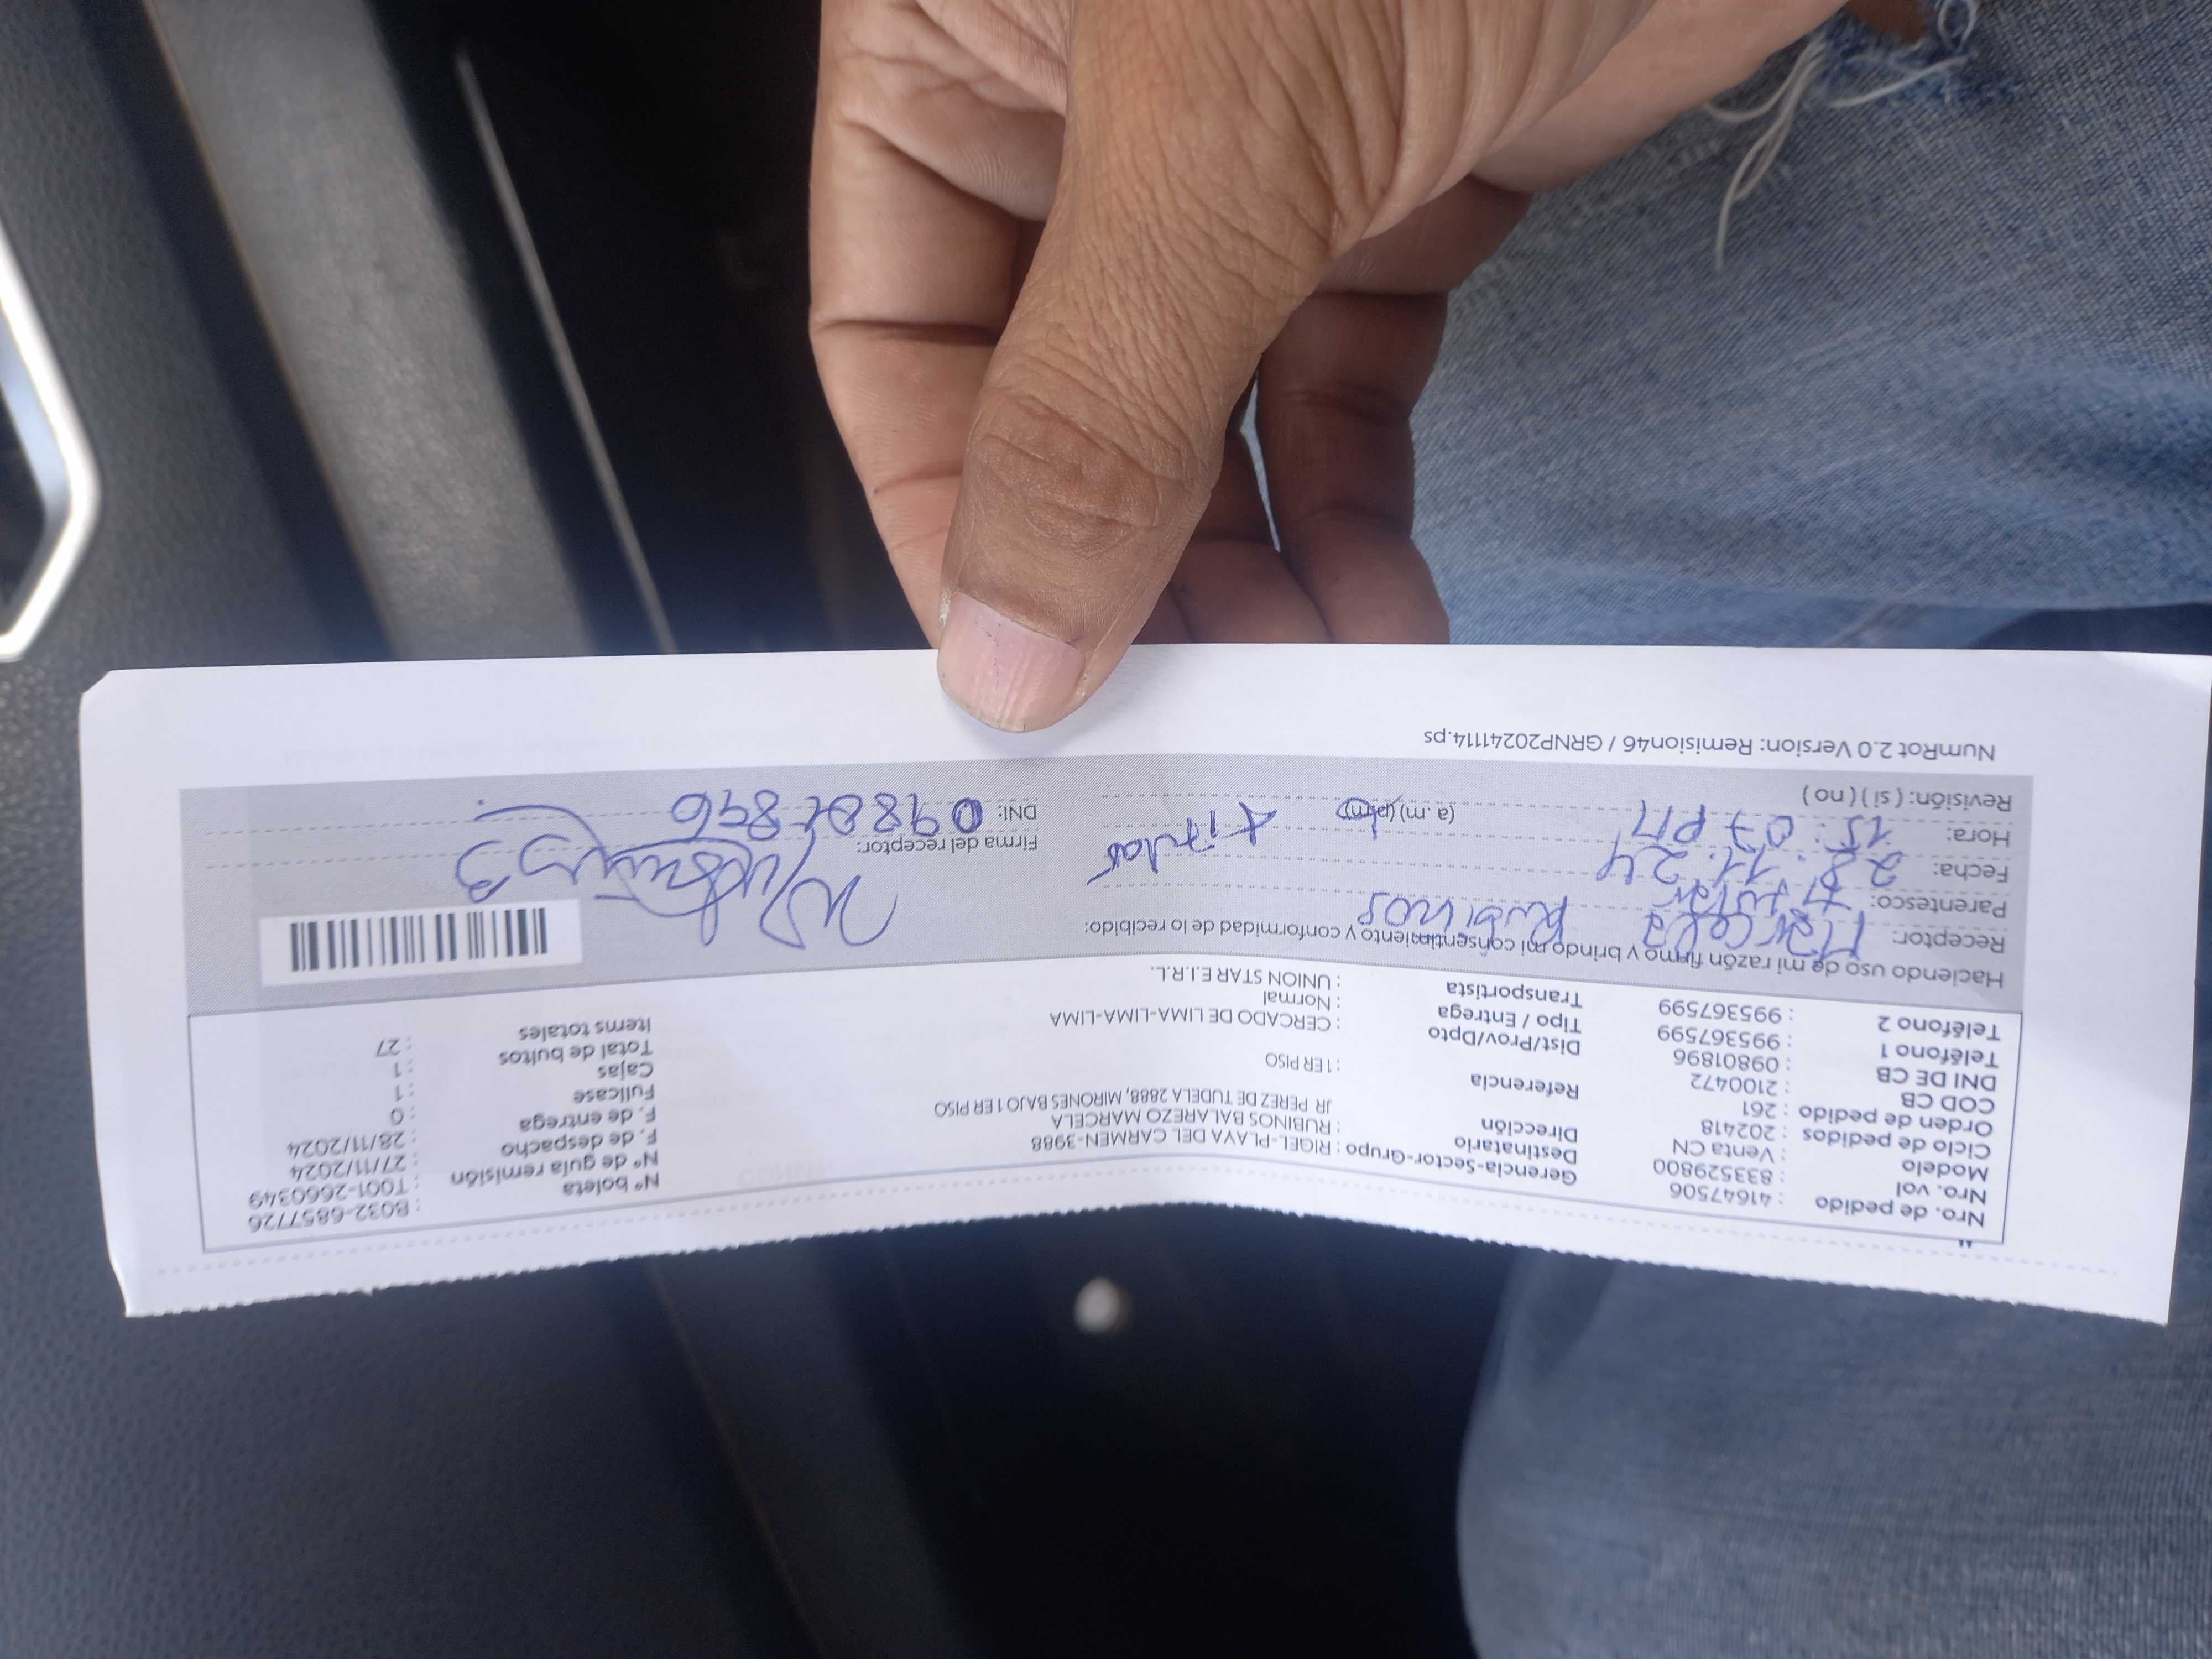 Nro. de pedido : 41647506
Nro. vol : 833529800
Modelo : Venta CN
Ciclo de pedidos : 202418
Orden de pedido : 261
COD CB : 2100472
DNI DE CB : 09801896
Teléfono 1 : 995367599
Teléfono 2 : 995367599
Gerencia-Sector-Grupo : RIGEL-PLAYA DEL CARMEN-3988
Destinatario : RUBINOS BALAREZO MARCELA
Dirección : JR PEREZ DE TUDELA 2888, MIRONES BAJO 1 ER PISO
Referencia : 1 ER PISO
Dist/Prov/Dpto : CERCADO DE LIMA-LIMA-LIMA
Tipo / Entrega : Normal
Transportista : UNION STAR E.I.R.L.
Nº boleta : B032-6857726
Nº de guía remisión : T001-2660349
F. de despacho : 27/11/2024
F. de entrega : 28/11/2024
Fullcase : 0
Cajas : 1
Total de bultos : 1
Items totales : 27
Haciendo uso de mi razón firmo y brindo mi consentimiento y conformidad de lo recibido:
Receptor: Marcela Rubinos
Parentesco: titular
Fecha: 28.11.24 titular
Hora: 15:07 PM (a.m)(p.m)
Revisión: ( si ) ( no )
Firma del receptor:
DNI: 09801896
NumRot 2.0 Version: Remision46 / GRNP20241114.ps